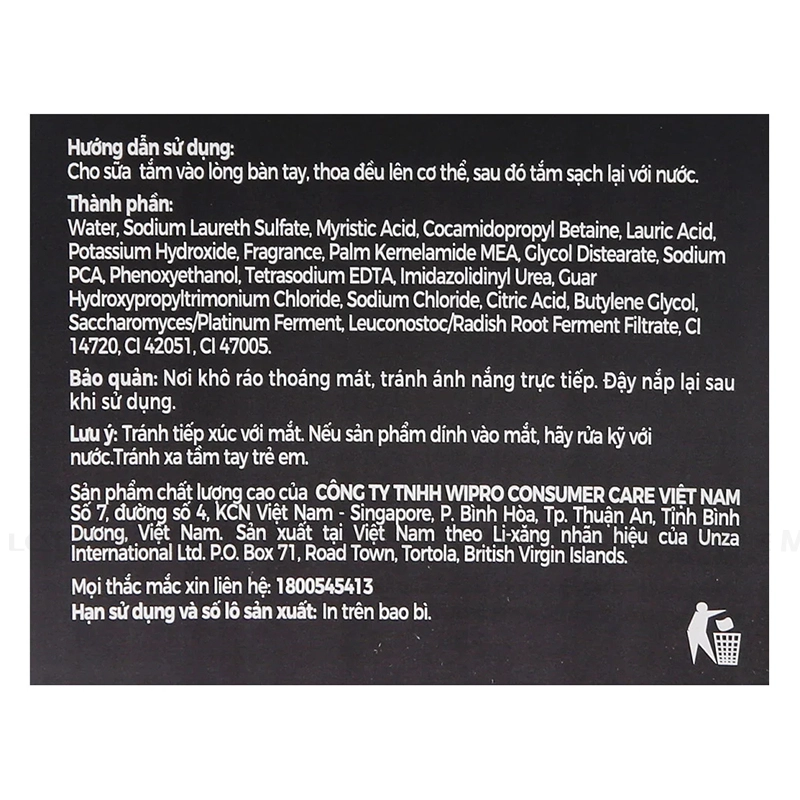 Hướng dẫn sử dụng:
Cho sữa tắm vào lòng bàn tay, thoa đều lên cơ thể, sau đó tắm sạch lại với nước.
Thành phần:
Water, Sodium Laureth Sulfate, Myristic Acid, Cocamidopropyl Betaine, Lauric Acid,
Potassium Hydroxide, Fragrance, Palm Kernelamide MEA, Glycol Distearate, Sodium
PCA, Phenoxyethanol, Tetrasodium EDTA, Imidazolidinyl Urea, Guar
Hydroxypropyltrimonium Chloride, Sodium Chloride, Citric Acid, Butylene Glycol,
Saccharomyces/Platinum Ferment, Leuconostoc/Radish Root Ferment Filtrate, CI
14720, CI 42051, CI 47005.
Bảo quản: Nơi khô ráo thoáng mát, tránh ánh nắng trực tiếp. Đậy nắp lại sau
khi sử dụng.
Lưu ý: Tránh tiếp xúc với mắt. Nếu sản phẩm dính vào mắt, hãy rửa kỹ với
nước.Tránh xa tầm tay trẻ em.
Sản phẩm chất lượng cao của CÔNG TY TNHH WIPRO CONSUMER CARE VIỆT NAM
Số 7, đường số 4, KCN Việt Nam - Singapore, P. Bình Hòa, Tp. Thuận An, Tỉnh Bình
Dương, Việt Nam. Sản xuất tại Việt Nam theo Li-xăng nhãn hiệu của Unza
International Ltd. P.O. Box 71, Road Town, Tortola, British Virgin Islands.
Mọi thắc mắc xin liên hệ: 1800545413
Hạn sử dụng và số lô sản xuất: In trên bao bì.